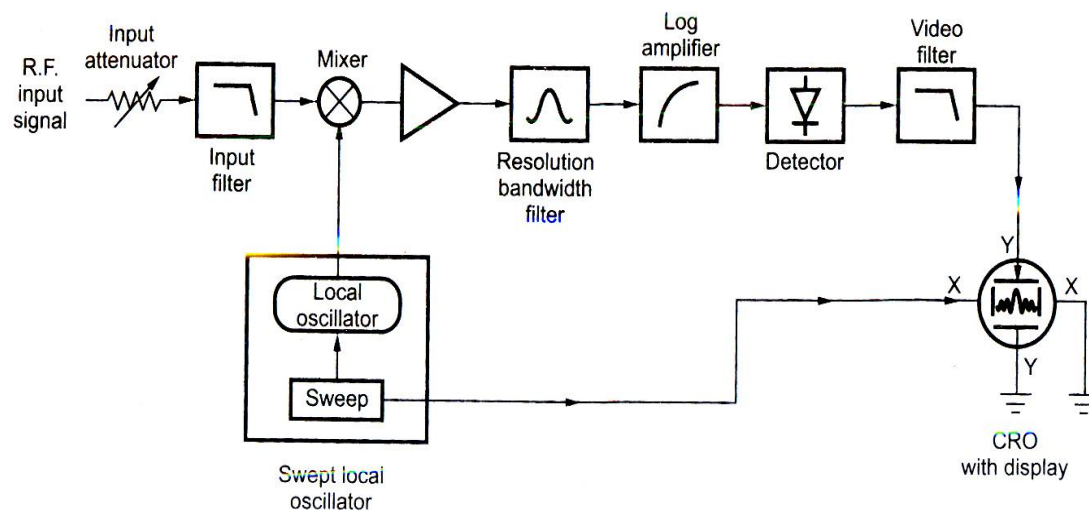 R.F.
input
signal
Input
attenuator
Input
filter
Mixer
Resolution
bandwidth
filter
Log
amplifier
Detector
Video
filter
Local
oscillator
Sweep
Swept local
oscillator
Y
X
X
Y
CRO
with display